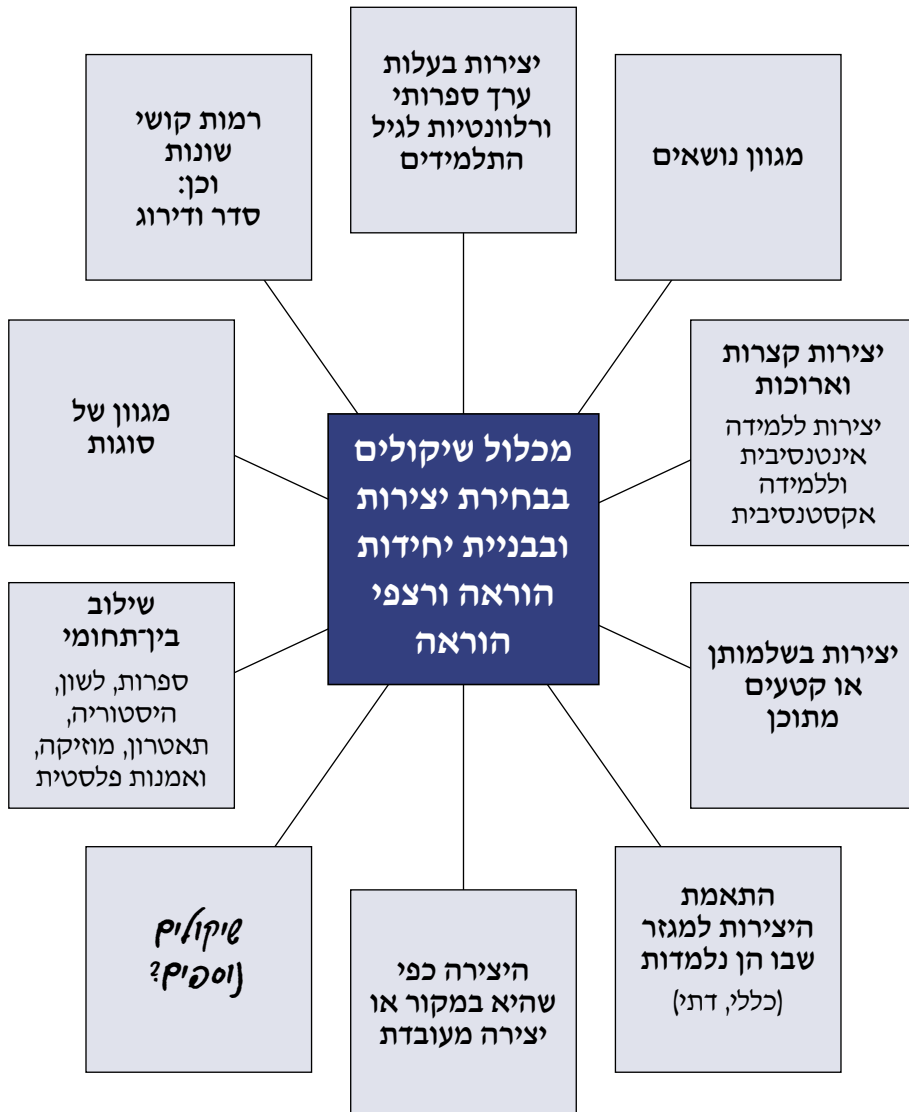 יצירות בעלות
ערך ספרותי
ורלוונטיות לגיל
התלמידים
מגוון נושאים
יצירות קצרות
וארוכות
יצירות ללמידה
אינטנסיבית
וללמידה
אקסטנסיבית
יצירות בשלמותן
או קטעים
מתוכן
התאמת
היצירות למגזר
שבו הן נלמדות
(כללי, דתי)
היצירה כפי
שהיא במקור או
יצירה מעובדת
שיקולים
נוספים?
שילוב
בין־תחומי
ספרות, לשון,
היסטוריה,
תאטרון, מוזיקה,
ואמנות פלסטית
מגוון של
סוגות
רמות קושי
שונות
וכן:
סדר ודירוג
מכלול שיקולים
בבחירת יצירות
ובבניית יחידות
הוראה ורצפי
הוראה